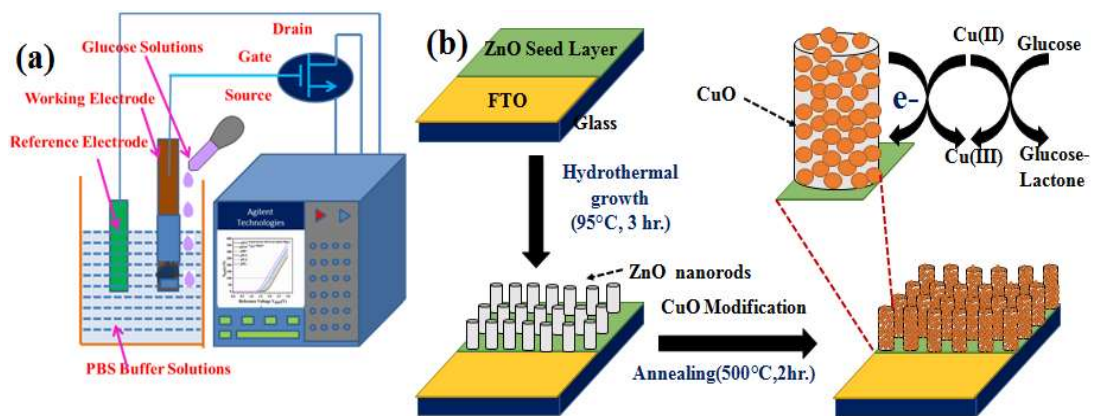 (a)
Drain
Glucose Solutions
Gate
Working Electrode
Source
Reference Electrode
Agilent
Technologies
PBS Buffer Solutions
(b)
ZnO Seed Layer
FTO
Glass
Hydrothermal
growth
(95°C, 3 hr.)
ZnO nanorods
CuO Modification
Annealing(500°C,2hr.)
CuO
e-
Cu(II)
Glucose
Cu(III)
Glucose-
Lactone